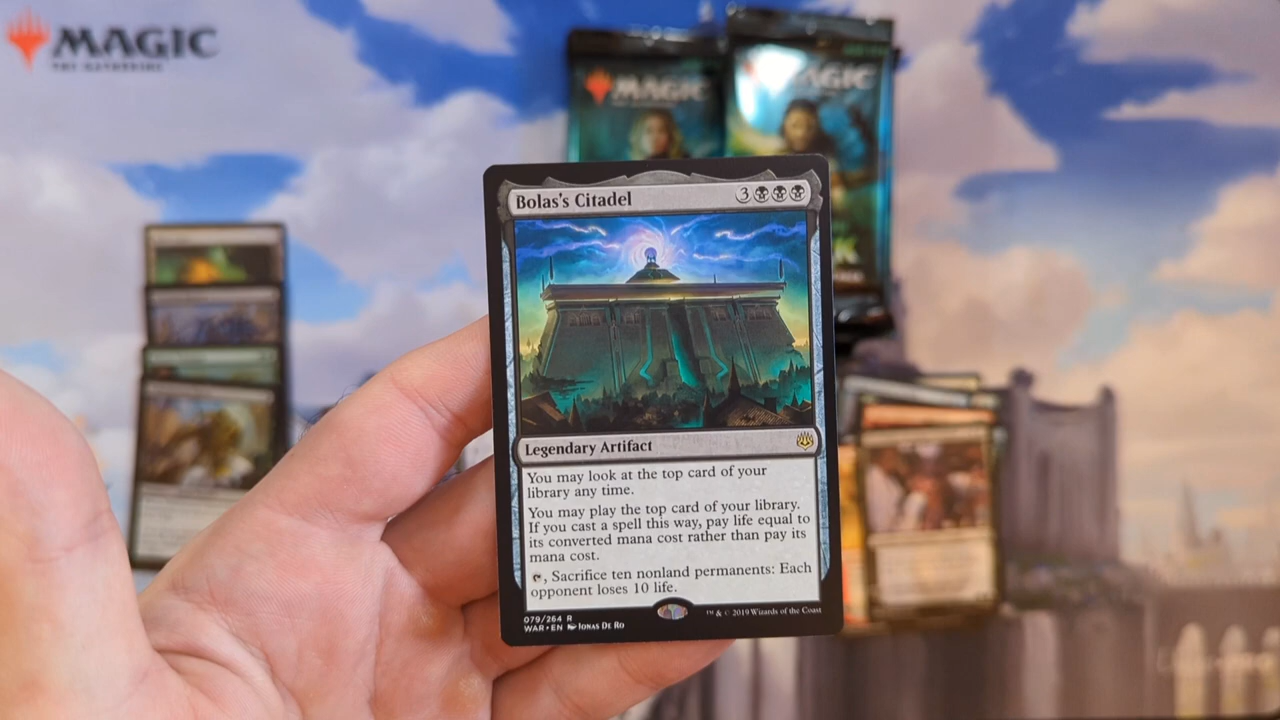 MAGIC
THE GATHERING
MAGIC
MAGIC
Bolas's Citadel 3
Legendary Artifact
You may look at the top card of your
library any time.
You may play the top card of your library.
If you cast a spell this way, pay life equal to
its converted mana cost rather than pay its
mana cost.
, Sacrifice ten nonland permanents: Each
opponent loses 10 life.
079/264 R
WAR • EN Jonas De Ro
™ & © 2019 Wizards of the Coast